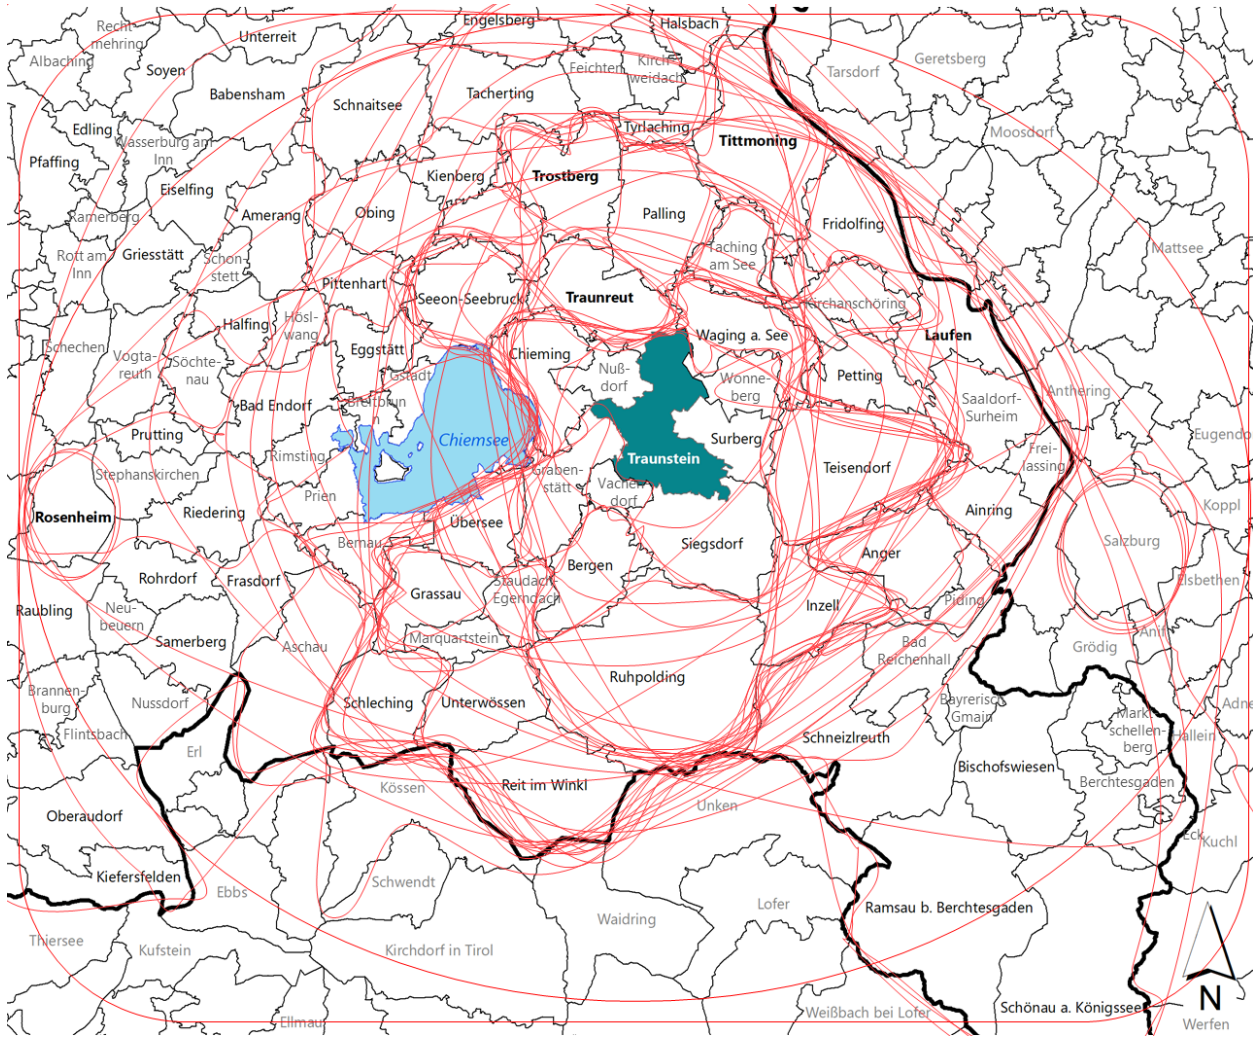 Engelsberg
Halsbach
Recht-
mehring
Unterreit
Albaching
Soyen
Feichten
Kirch-
weidach
Tarsdorf
Geretsberg
Babensham
Schnaitsee
Tacherting
Edling
Wasserburg am
Inn
Tyrlaching
Tittmoning
Moosdorf
Pfaffing
Eiselfing
Kienberg
Trostberg
Ramerberg
Amerang
Obing
Palling
Fridolfing
Rott am
Inn
Griesstätt
Schon-
stett
Taching
am See
Mattsee
Pittenhart
Seeon-Seebruck
Traunreut
Kirchanschöring
Halfing
Hösl-
wang
Waging a. See
Laufen
Schechen
Vogta-
reuth
Söchte-
nau
Eggstätt
Chieming
Gstadt
Nuß-
dorf
Wonne-
berg
Petting
Anthering
Bad Endorf
Breitbrun
Saaldorf-
Surheim
Prutting
Chiemsee
Surberg
Eugendo
Stephanskirchen
Rimsting
Traunstein
Teisendorf
Frei-
lassing
Graben-
stätt
Vachen
dorf
Prien
Rosenheim
Riedering
Übersee
Ainring
Koppl
Bernau
Siegsdorf
Anger
Salzburg
Rohrdorf
Frasdorf
Bergen
Staudach-
Egerndach
Elsbethen
Raubling
Neu-
beuern
Grassau
Inzell
Piding
Samerberg
Aschau
Marquartstein
Bad
Reichenhall
Grödig
Anif
Brannen-
burg
Nussdorf
Schleching
Unterwössen
Ruhpolding
Bayerisch
Gmain
Adne
Flintsbach
Erl
Schneizlreuth
Markt
schellen-
berg
Hallein
Bischofswiesen
Kössen
Reit im Winkl
Unken
Berchtesgaden
Oberaudorf
Eck
Kuchl
Kiefersfelden
Ebbs
Schwendt
Waidring
Lofer
Ramsau b. Berchtesgaden
Thiersee
Kufstein
Kirchdorf in Tirol
N
Ellmau
Weißbach bei Lofer
Schönau a. Königssee
Werfen